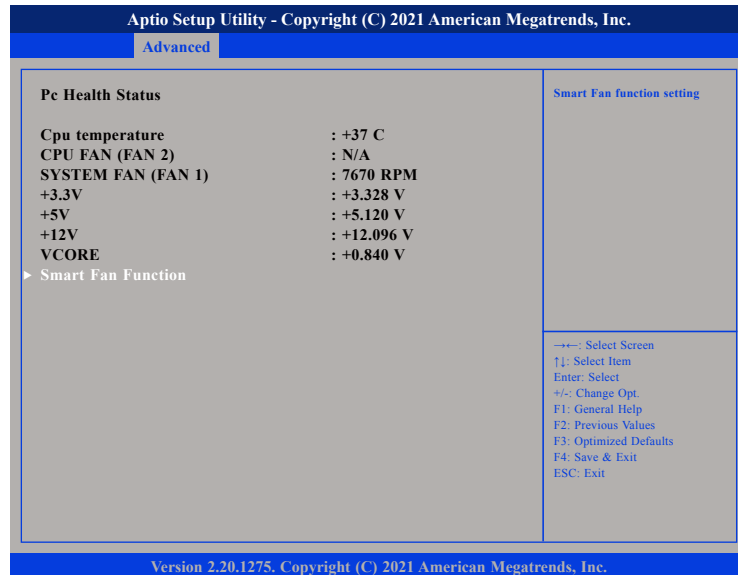 Aptio Setup Utility - Copyright (C) 2021 American Megatrends, Inc.
Advanced
Pc Health Status
Cpu temperature : +37 C
CPU FAN (FAN 2) : N/A
SYSTEM FAN (FAN 1) : 7670 RPM
+3.3V : +3.328 V
+5V : +5.120 V
+12V : +12.096 V
VCORE : +0.840 V
▶ Smart Fan Function
Smart Fan function setting
→←: Select Screen
↑↓: Select Item
Enter: Select
+/-: Change Opt.
F1: General Help
F2: Previous Values
F3: Optimized Defaults
F4: Save & Exit
ESC: Exit
Version 2.20.1275. Copyright (C) 2021 American Megatrends, Inc.